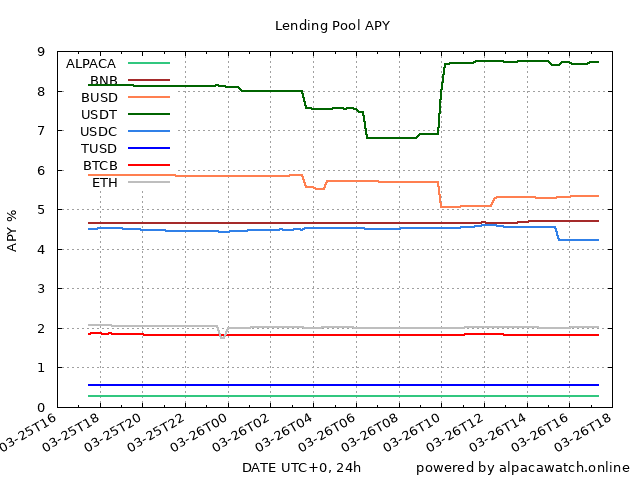 Lending Pool APY
APY %
9
8
7
6
5
4
3
2
1
0
ALPACA
BNB
BUSD
USDT
USDC
TUSD
BTCB
ETH
03-25T16
03-25T18
03-25T20
03-25T22
03-26T00
03-26T02
03-26T04
03-26T06
03-26T08
03-26T10
03-26T12
03-26T14
03-26T16
03-26T18
DATE UTC+0, 24h
powered by alpacawatch.online